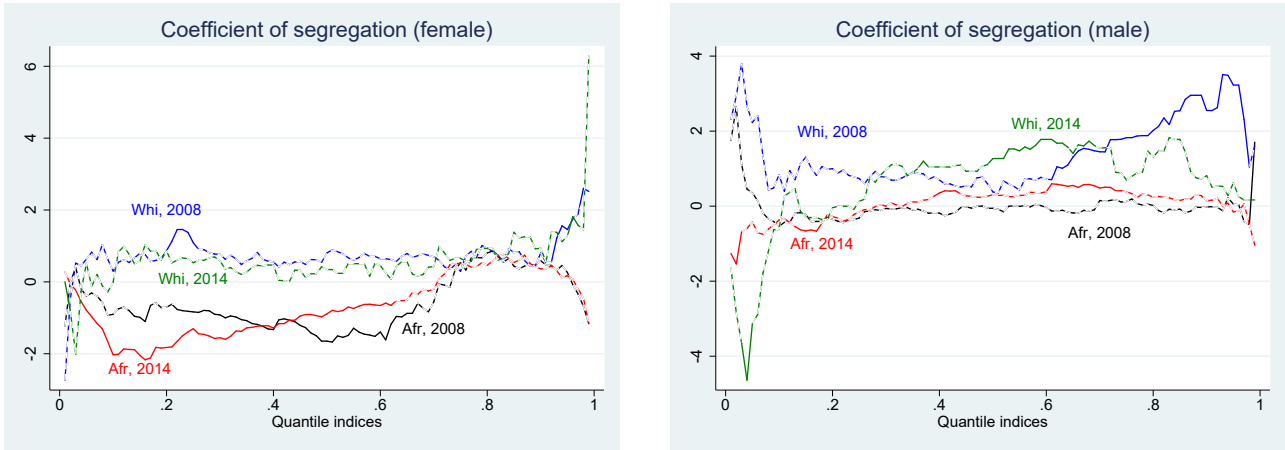 Coefficient of segregation (female)
6
4
2
0
-2
Whi, 2008
Whi, 2014
Afr, 2008
Afr, 2014
0
.2
.4
.6
.8
1
Quantile indices
Coefficient of segregation (male)
4
2
0
-2
-4
Whi, 2008
Whi, 2014
Afr, 2014
Afr, 2008
0
.2
.4
.6
.8
1
Quantile indices